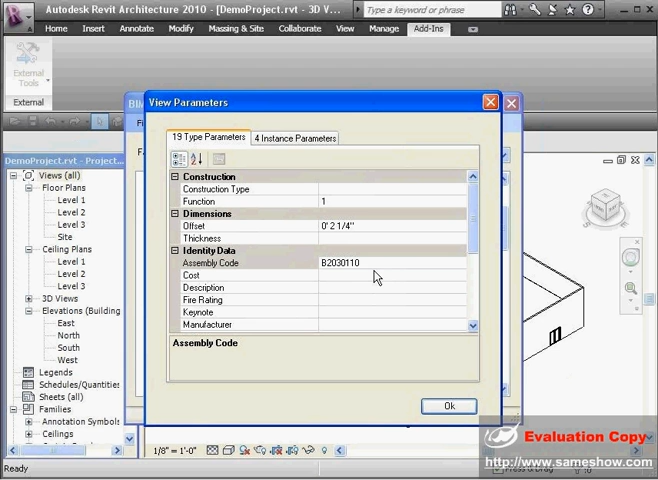 Autodesk Revit Architecture 2010 - [DemoProject.rvt - 3D V...
Type a keyword or phrase
Home Insert Annotate Modify Massing & Site Collaborate View Manage Add-Ins
External
Tools
External
BIM
View Parameters
Fi
19 Type Parameters
4 Instance Parameters
DemoProject.rvt - Project...
Views (all)
Floor Plans
Level 1
Level 2
Level 3
Site
Ceiling Plans
Level 1
Level 2
Level 3
3D Views
Elevations (Building
East
North
South
West
Legends
Schedules/Quantities
Sheets (all)
Families
Annotation Symbols
Ceilings
Construction
Construction Type
Function 1
Dimensions
Offset 0' 2 1/4"
Thickness
Identity Data
Assembly Code B2030110
Cost
Description
Fire Rating
Keynote
Manufacturer
Assembly Code
Ok
1/8" = 1'-0"
Ready
Evaluation Copy
http://www.sameshow.com
Press & Drag
:0